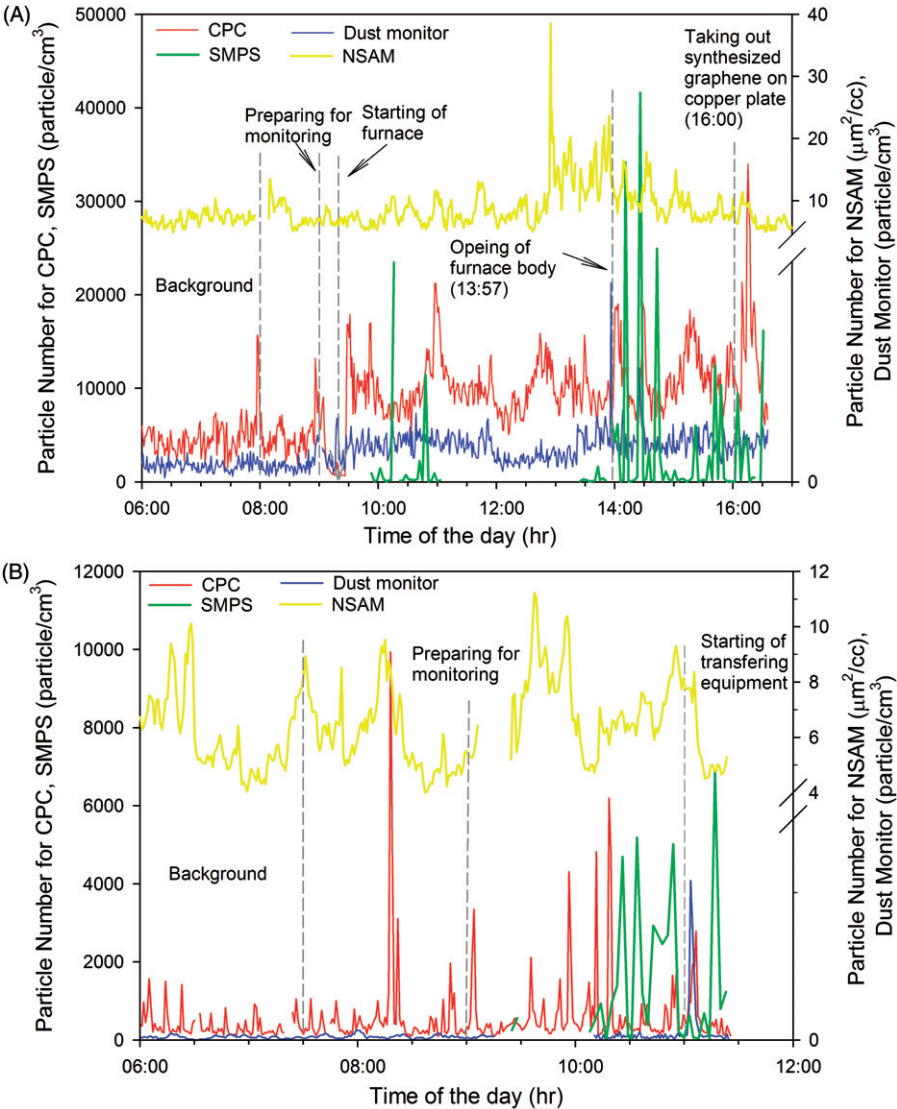 (A)
50000
40000
30000
20000
10000
0
Particle Number for CPC, SMPS (particle/cm³)
CPC
Dust monitor
SMPS
NSAM
Preparing for
monitoring
Starting of
furnace
Taking out
synthesized
graphene on
copper plate
(16:00)
Background
Opeing of
furnace body
(13:57)
40
30
20
10
0
Particle Number for NSAM (μm²/cc),
Dust Monitor (particle/cm³)
06:00 08:00 10:00 12:00 14:00 16:00
Time of the day (hr)
(B)
12000
10000
8000
6000
4000
2000
0
Particle Number for CPC, SMPS (particle/cm³)
CPC
Dust monitor
SMPS
NSAM
Preparing for
monitoring
Starting of
transfering
equipment
Background
12
10
8
6
4
0
Particle Number for NSAM (μm²/cc),
Dust Monitor (particle/cm³)
06:00 08:00 10:00 12:00
Time of the day (hr)